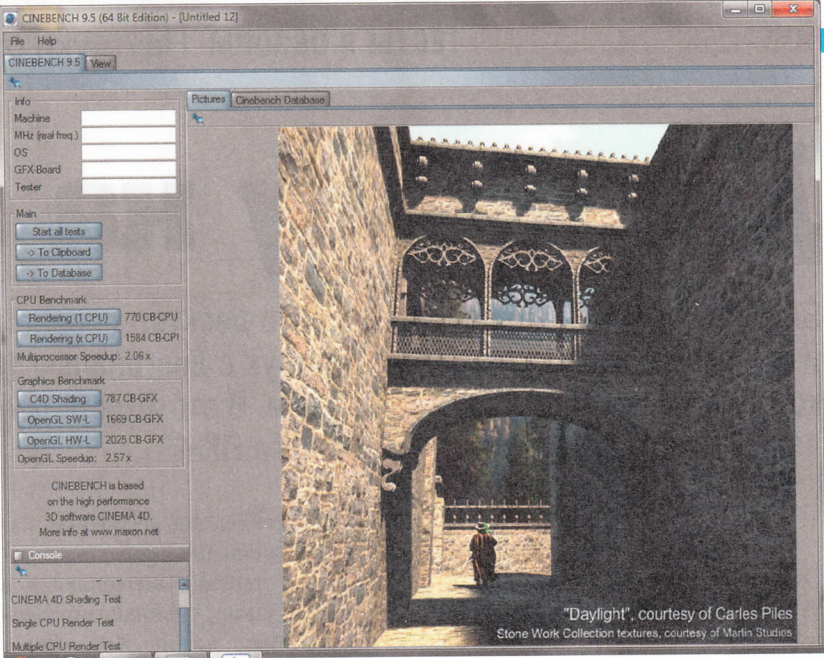 CINEBENCH 9.5 (64 Bit Edition) - [Untitled 12]
File Help
CINEBENCH 9.5 View
Info
Machine
MHz (real freq.)
OS
GFX-Board
Tester
Main
Start all tests
-> To Clipboard
-> To Database
CPU Benchmark
Rendering (1 CPU) 770 CB-CPU
Rendering (x CPU) 1584 CB-CP
Multiprocessor Speedup: 2.06 x
Graphics Benchmark
C4D Shading 787 CB-GFX
OpenGL SW-L 1669 CB-GFX
OpenGL HW-L 2025 CB-GFX
OpenGL Speedup: 2.57 x
CINEBENCH is based
on the high performance
3D software CINEMA 4D.
More info at www.maxon.net
Console
CINEMA 4D Shading Test
Single CPU Render Test
Multiple CPU Render Test
Pictures Cinebench Database
"Daylight", courtesy of Carles Piles
Stone Work Collection textures, courtesy of Marlin Studios